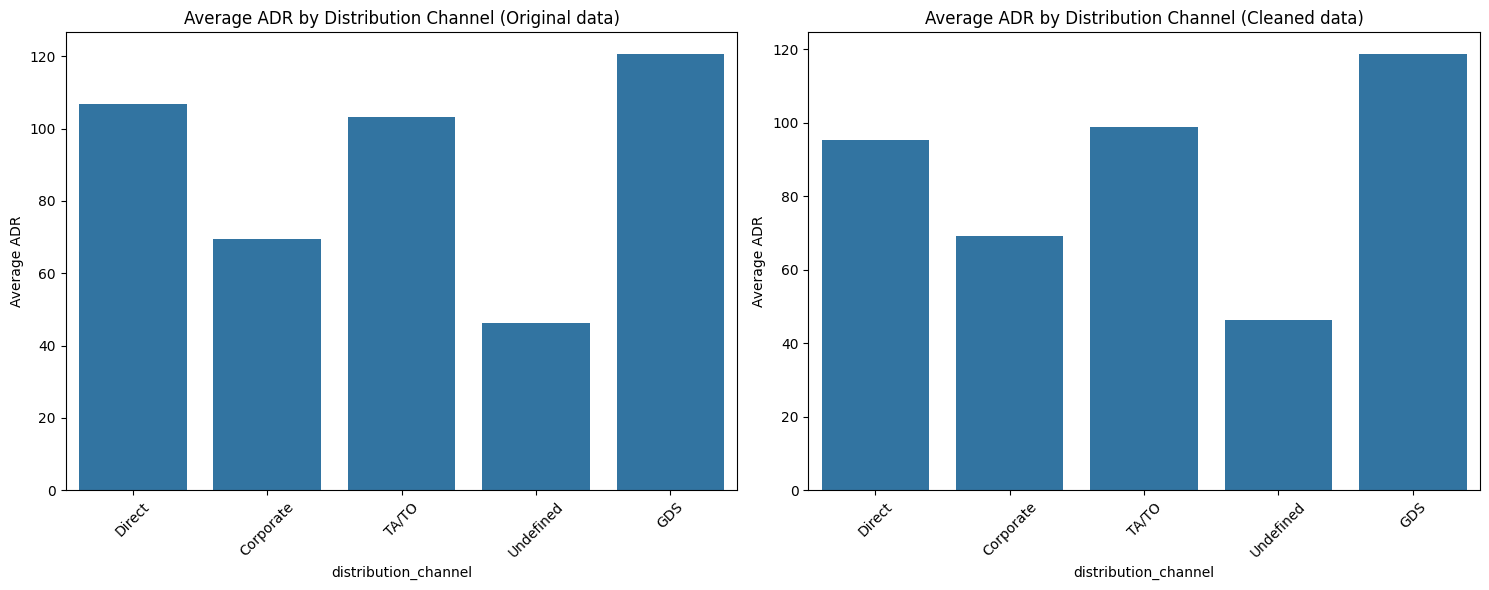 Average ADR by Distribution Channel (Original data)
Average ADR
120
100
80
60
40
20
0
Direct
Corporate
TA/TO
Undefined
GDS
distribution_channel
Average ADR by Distribution Channel (Cleaned data)
Average ADR
120
100
80
60
40
20
0
Direct
Corporate
TA/TO
Undefined
GDS
distribution_channel